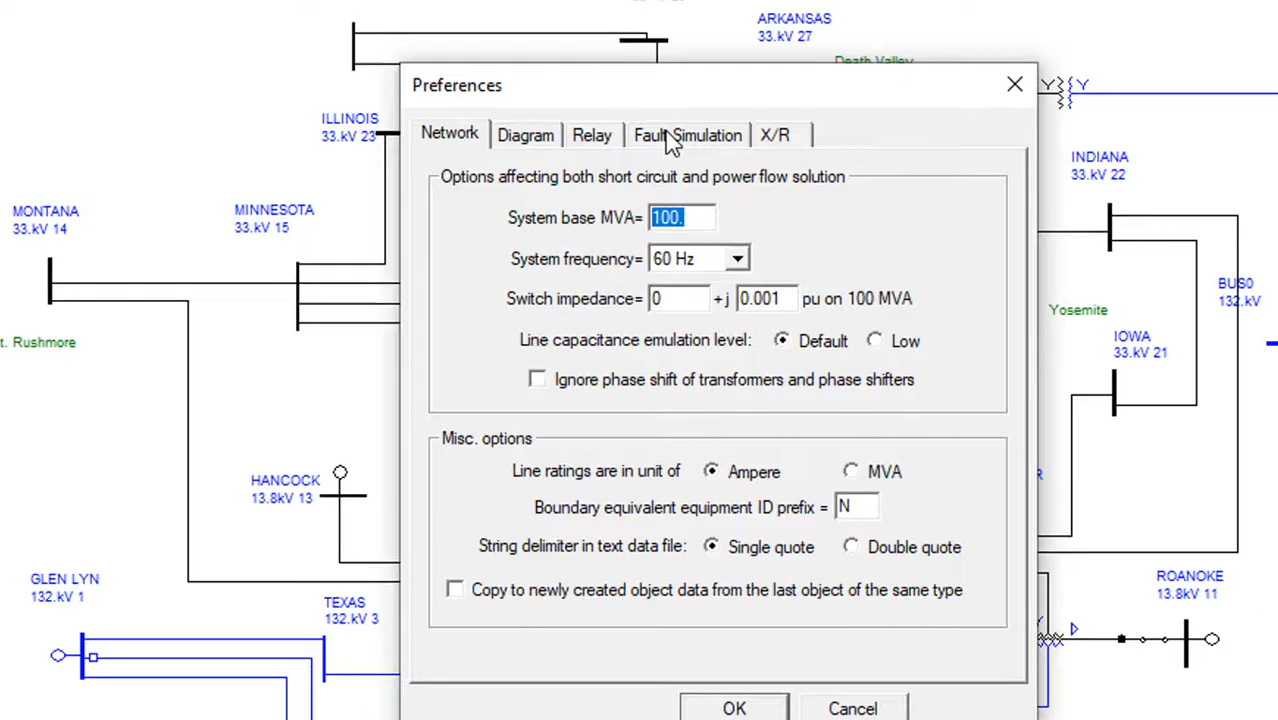 ARKANSAS
33.kV 27
Death Valley
Preferences
ILLINOIS
33.kV 23
Network
Diagram
Relay
Fault Simulation
X/R
INDIANA
33.kV 22
Options affecting both short circuit and power flow solution
MONTANA
33.kV 14
MINNESOTA
33.kV 15
System base MVA= 100.
System frequency= 60 Hz
Switch impedance= 0 +j 0.001 pu on 100 MVA
BUS0
132.kV
Yosemite
Line capacitance emulation level: Default Low
t. Rushmore
IOWA
33.kV 21
Ignore phase shift of transformers and phase shifters
Misc. options
Line ratings are in unit of Ampere MVA
HANCOCK
13.8kV 13
R
Boundary equivalent equipment ID prefix = N
String delimiter in text data file: Single quote Double quote
GLEN LYN
132.kV 1
Copy to newly created object data from the last object of the same type
ROANOKE
13.8kV 11
TEXAS
132.kV 3
OK
Cancel